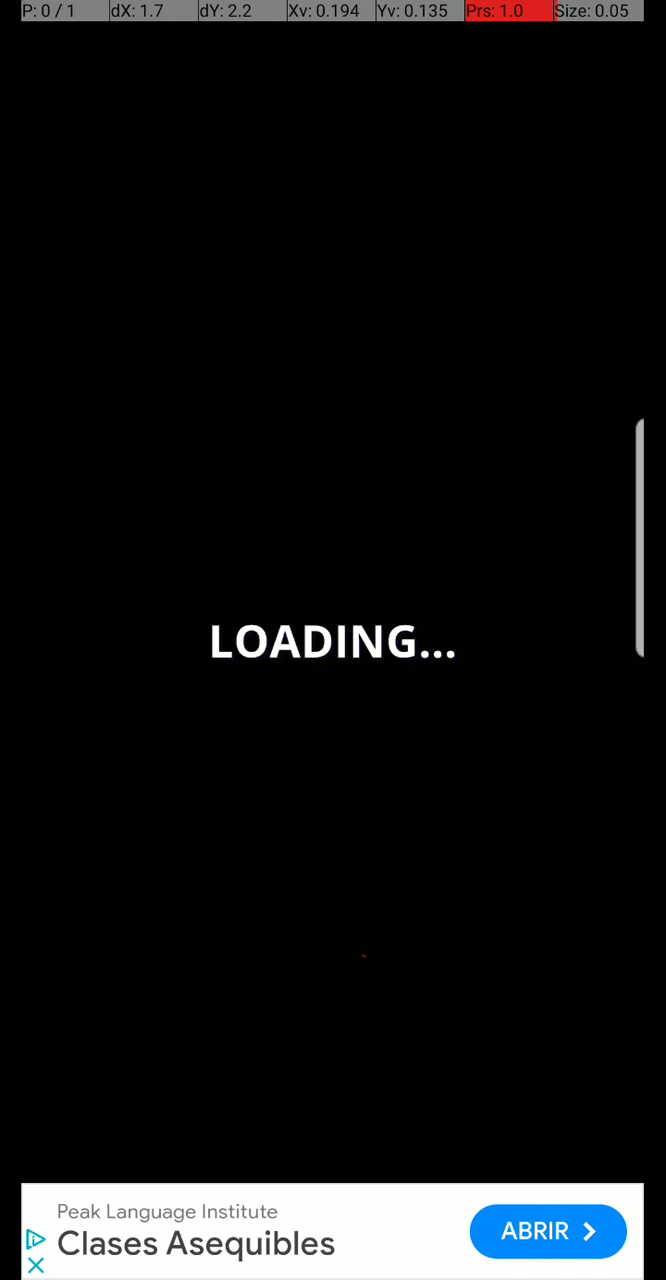 P: 0 / 1 dX: 1.7 dY: 2.2 Xv: 0.194 Yv: 0.135 Prs: 1.0 Size: 0.05
LOADING...
Peak Language Institute
Clases Asequibles
ABRIR